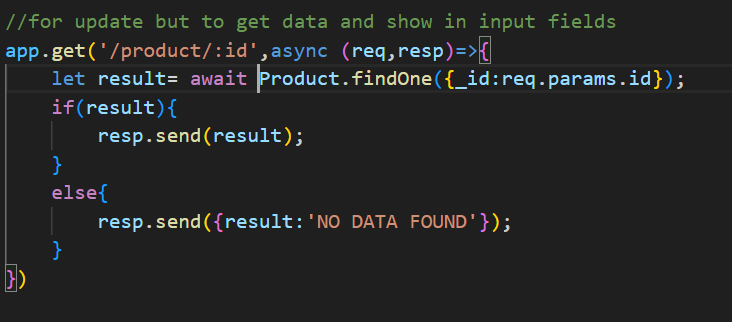 //for update but to get data and show in input fields
app.get('/product/:id',async (req,resp)=>{
    let result= await Product.findOne({_id:req.params.id});
    if(result){
        resp.send(result);
    }
    else{
        resp.send({result:'NO DATA FOUND'});
    }
})